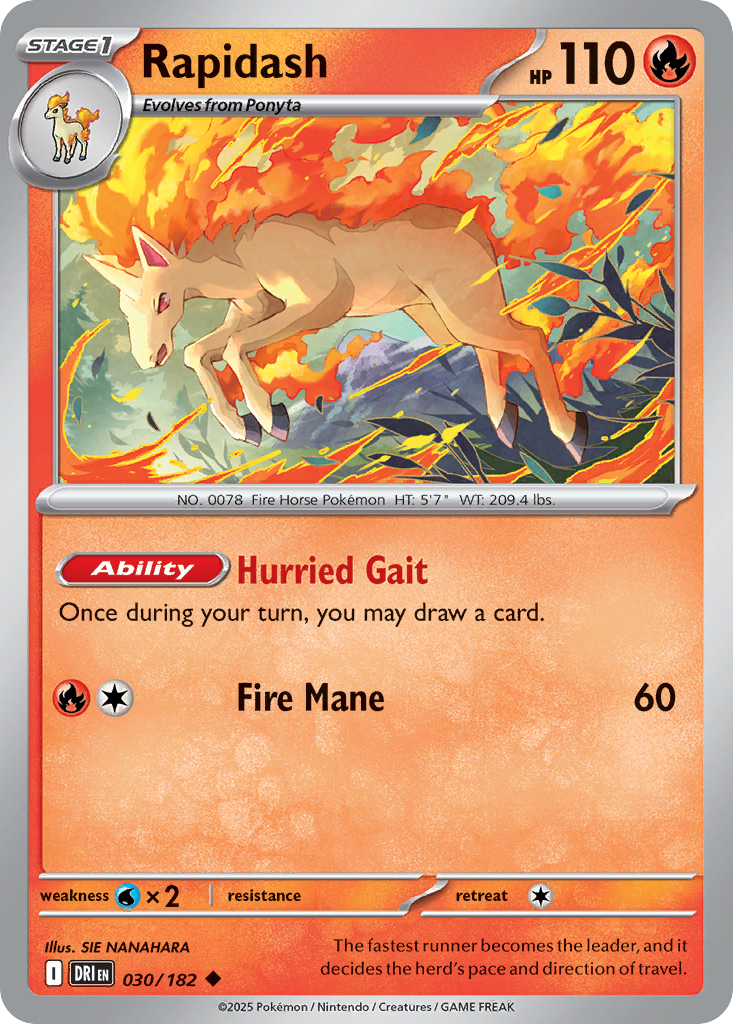 STAGE1
Rapidash
HP 110
Evolves from Ponyta
NO. 0078 Fire Horse Pokémon HT: 5'7" WT: 209.4 lbs.
Ability Hurried Gait
Once during your turn, you may draw a card.
Fire Mane 60
weakness ×2 resistance retreat
Illus. SIE NANAHARA
The fastest runner becomes the leader, and it
decides the herd's pace and direction of travel.
I DRI EN 030/182
©2025 Pokémon / Nintendo / Creatures / GAME FREAK